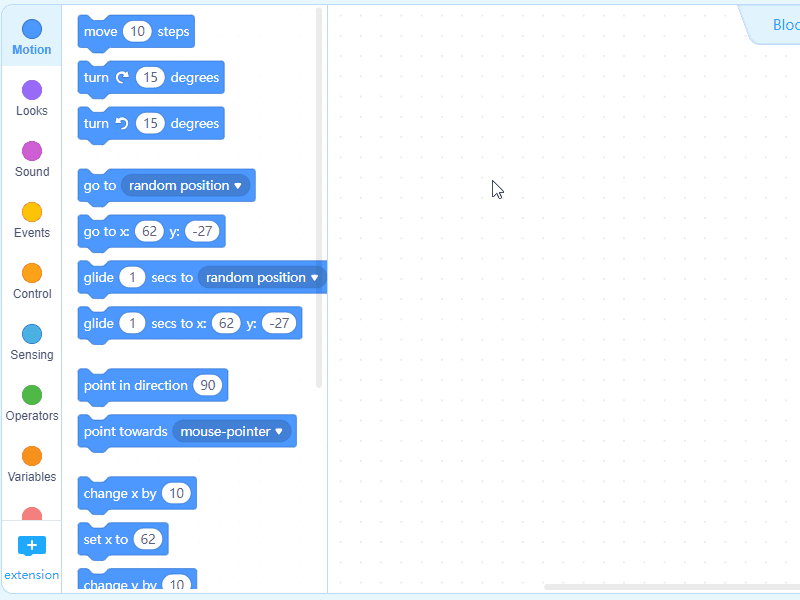 Motion
Looks
Sound
Events
Control
Sensing
Operators
Variables
extension
move 10 steps
turn 15 degrees
turn 15 degrees
go to random position
go to x: 62 y: -27
glide 1 secs to random position
glide 1 secs to x: 62 y: -27
point in direction 90
point towards mouse-pointer
change x by 10
set x to 62
change y by 10
Bloc